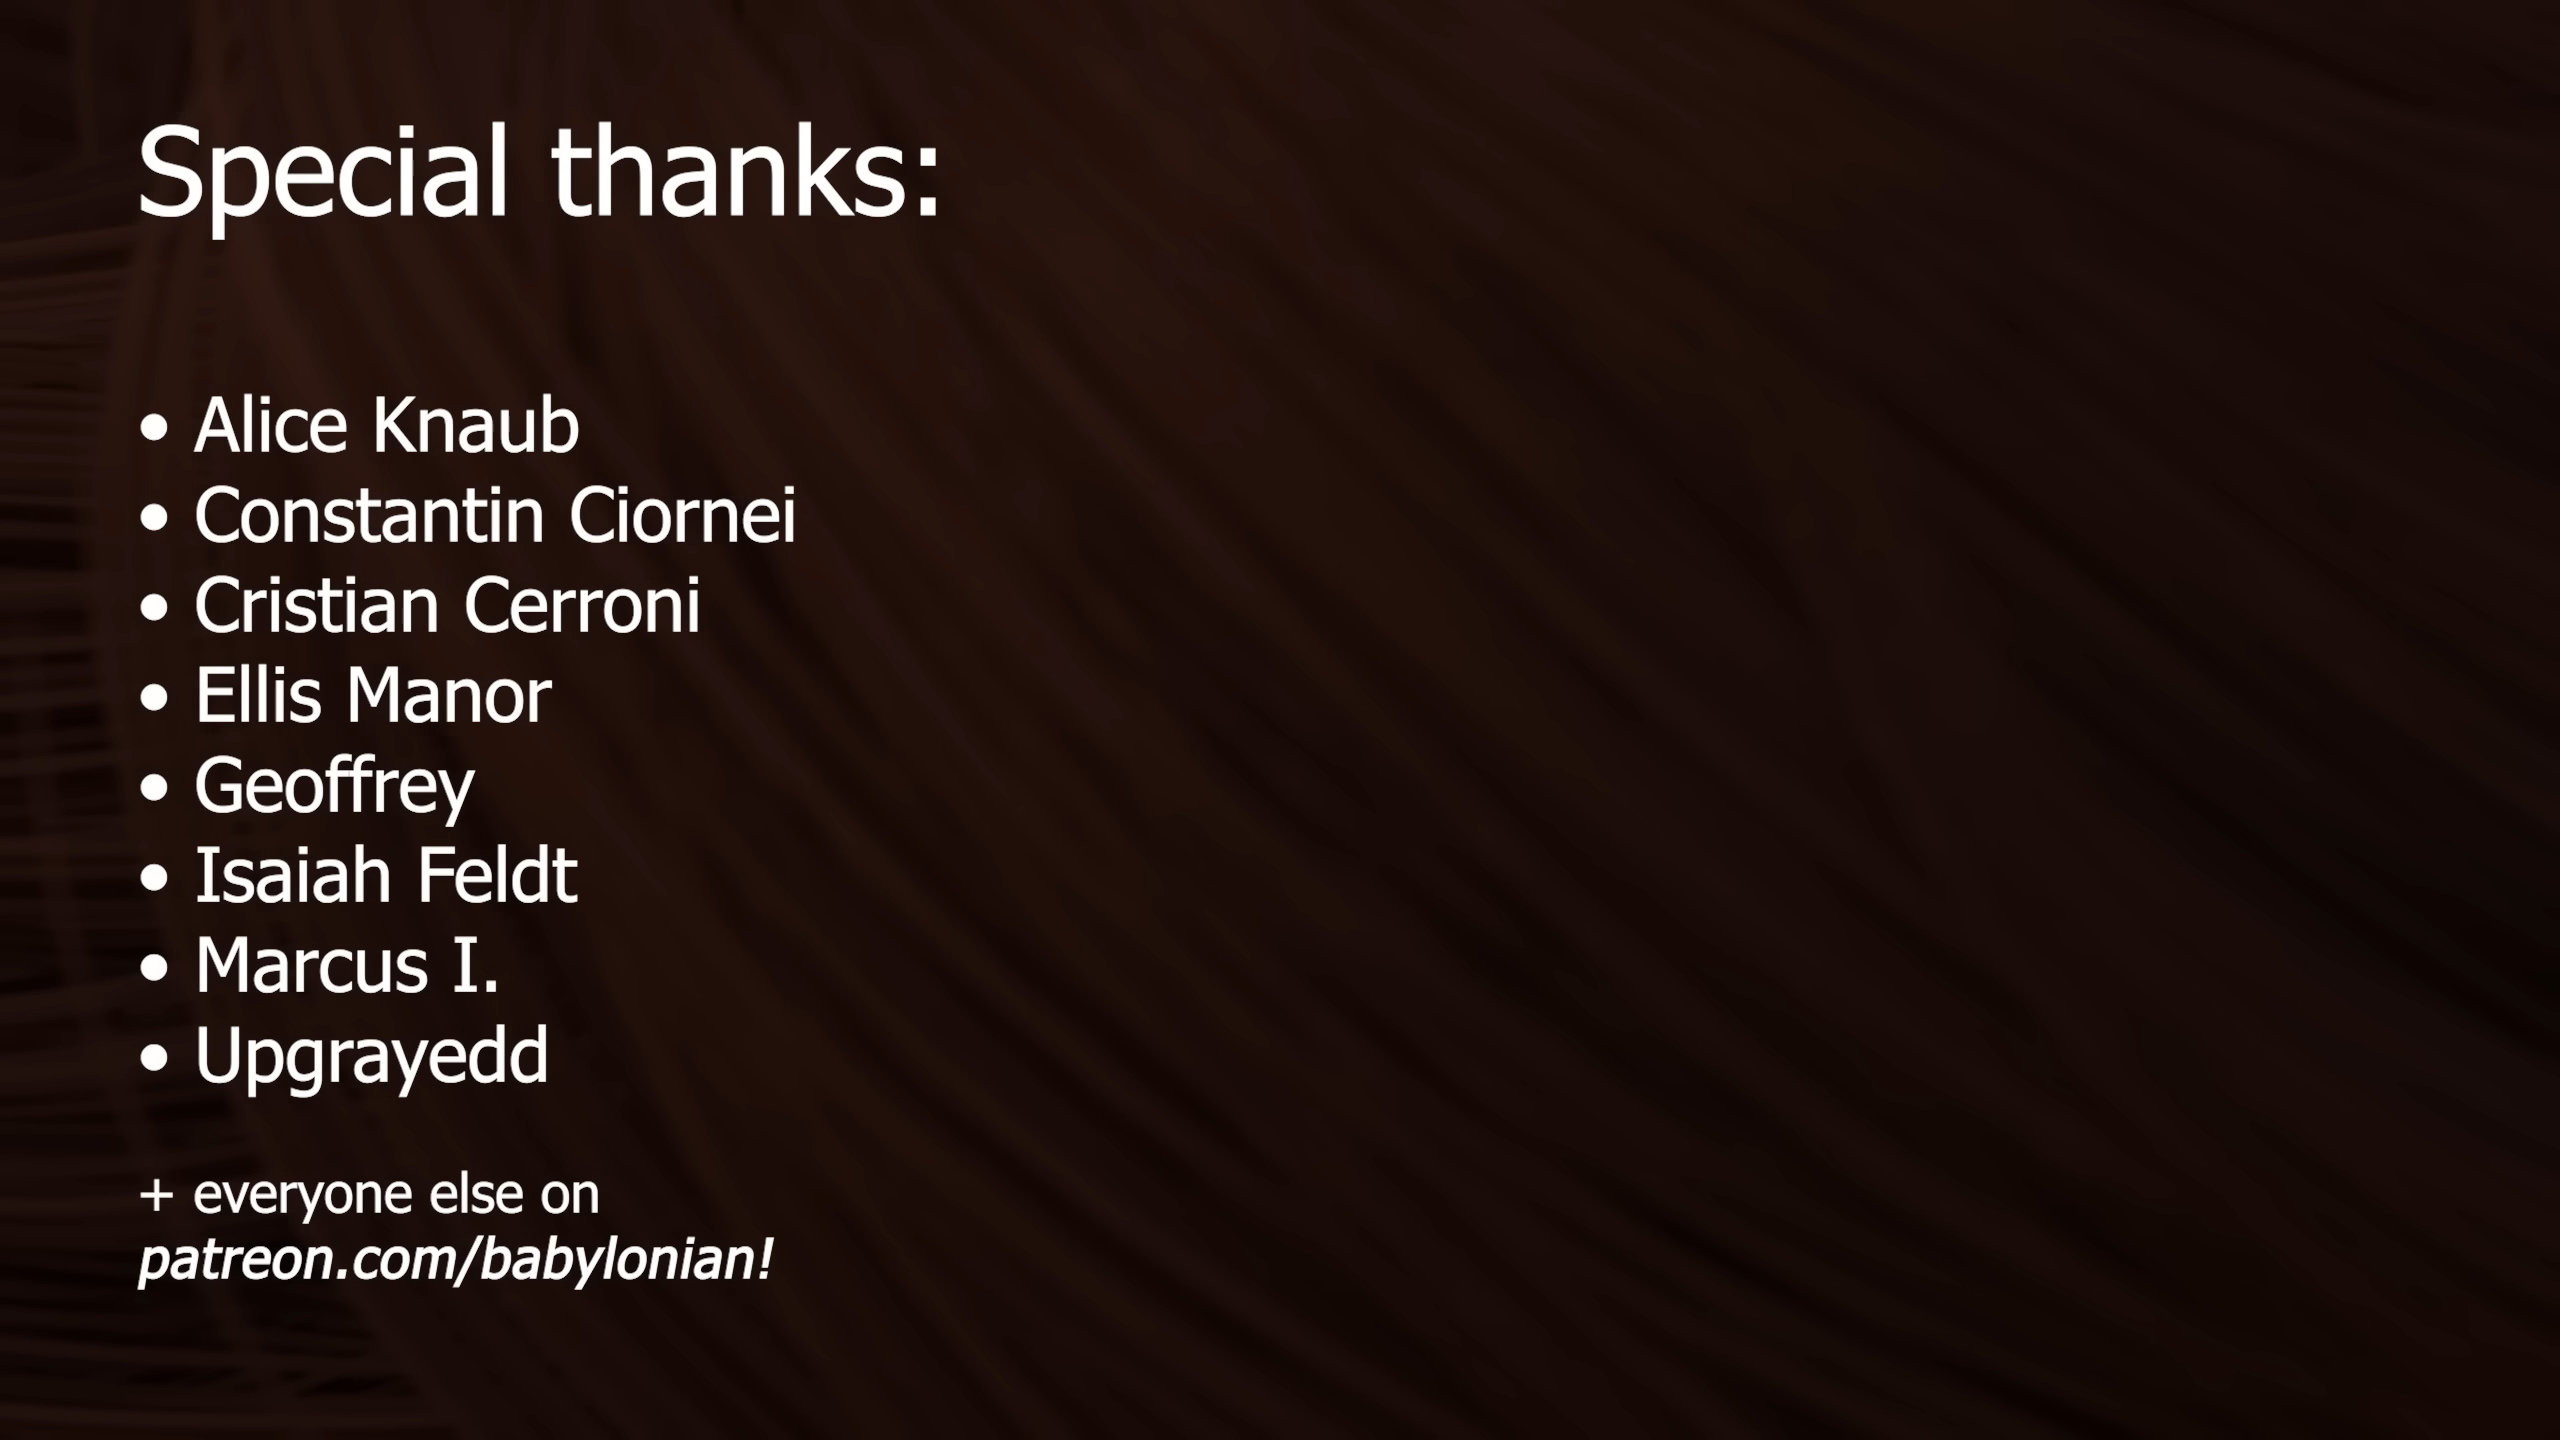 Special thanks:
• Alice Knaub
• Constantin Ciornei
• Cristian Cerroni
• Ellis Manor
• Geoffrey
• Isaiah Feldt
• Marcus I.
• Upgrayedd
+ everyone else on
patreon.com/babylonian!